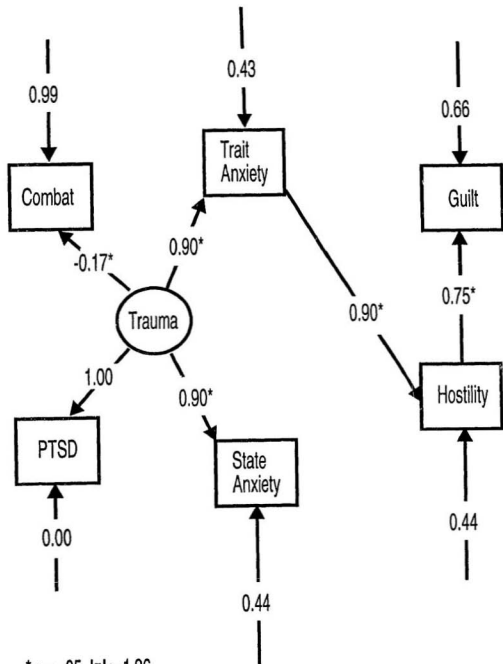 0.99
0.43
0.66
Combat
Trait
Anxiety
Guilt
-0.17*
0.90*
0.75*
Trauma
0.90*
1.00
0.90*
Hostility
PTSD
State
Anxiety
0.00
0.44
0.44